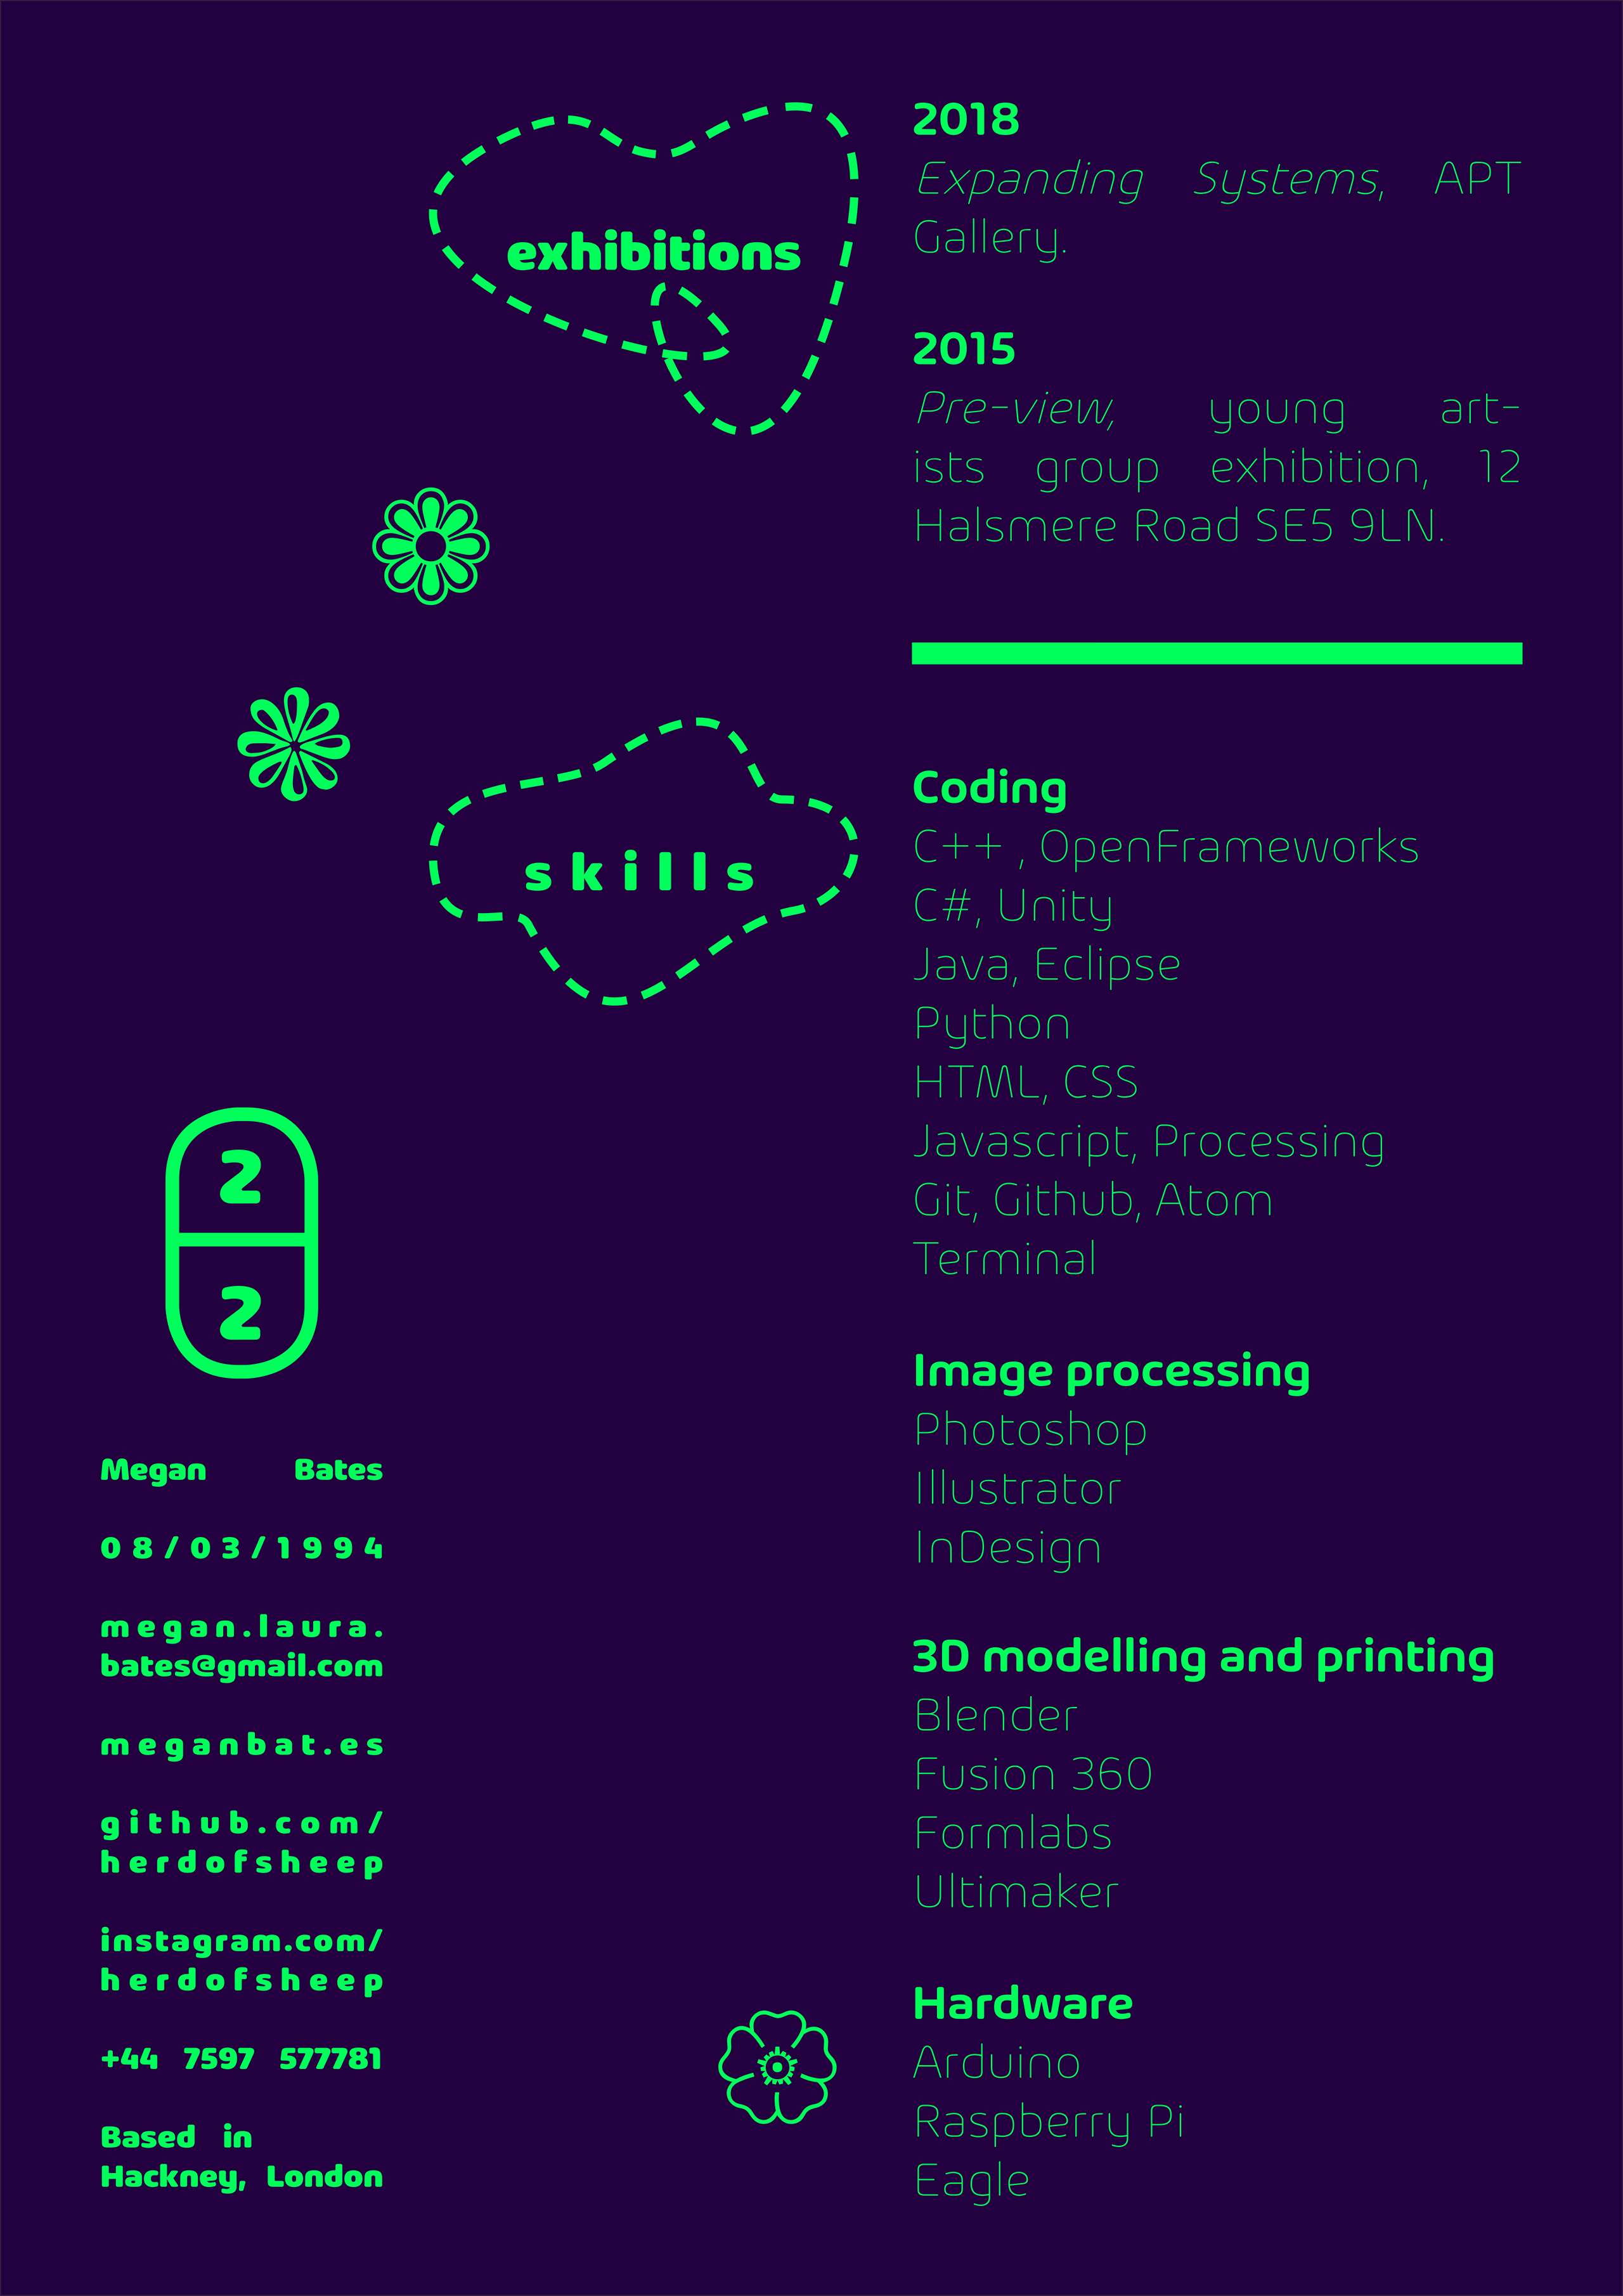 exhibitions
2018
Expanding Systems, APT
Gallery.
2015
Pre-view, young art-
ists group exhibition, 12
Halsmere Road SE5 9LN.
skills
Coding
C++ , OpenFrameworks
C#, Unity
Java, Eclipse
Python
HTML, CSS
Javascript, Processing
Git, Github, Atom
Terminal
Image processing
Photoshop
Illustrator
InDesign
3D modelling and printing
Blender
Fusion 360
Formlabs
Ultimaker
Hardware
Arduino
Raspberry Pi
Eagle
2
2
Megan Bates
08/03/1994
megan.laura.
bates@gmail.com
meganbat.es
github.com/
herdofsheep
instagram.com/
herdofsheep
+44 7597 577781
Based in
Hackney, London